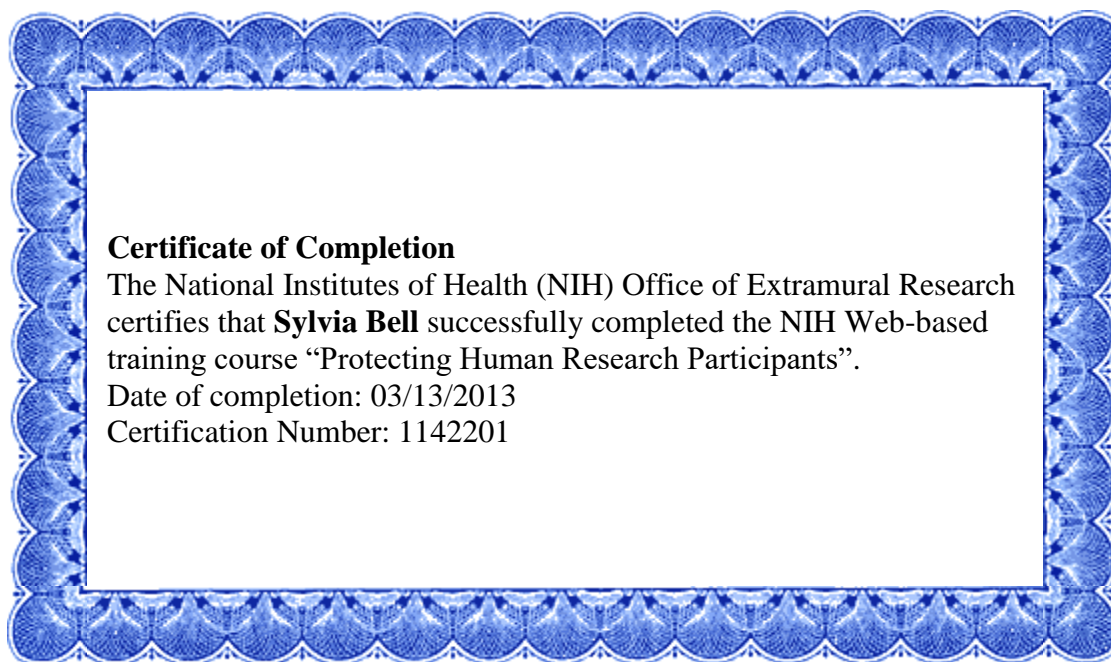 Certificate of Completion
The National Institutes of Health (NIH) Office of Extramural Research
certifies that Sylvia Bell successfully completed the NIH Web-based
training course “Protecting Human Research Participants”.
Date of completion: 03/13/2013
Certification Number: 1142201